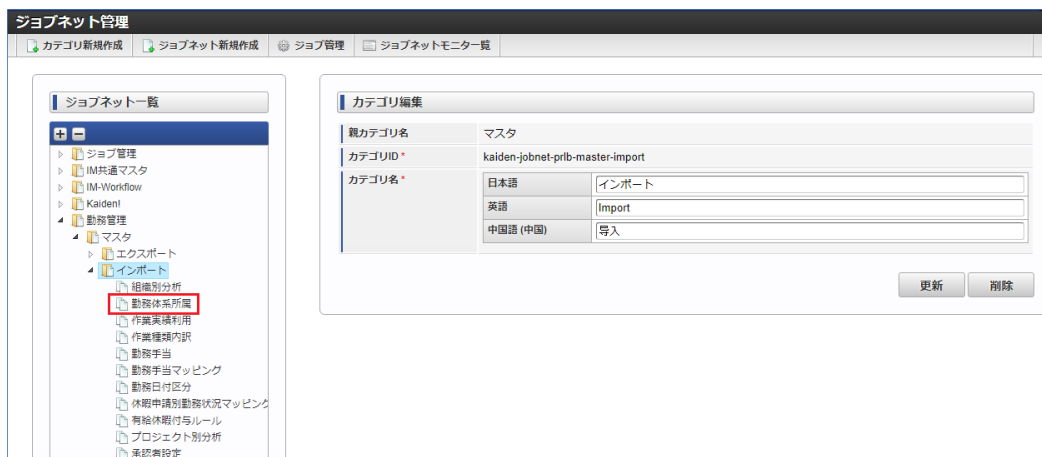 ジョブネット管理
カテゴリ新規作成 ジョブネット新規作成 ジョブ管理 ジョブネットモニタ一覧
ジョブネット一覧
ジョブ管理
IM共通マスタ
IM-Workflow
Kaiden!
勤務管理
マスタ
エクスポート
インポート
組織別分析
勤務体系所属
作業実績利用
作業種類内訳
勤務手当
勤務手当マッピング
勤務日付区分
休暇申請別勤務状況マッピング
有給休暇付与ルール
プロジェクト別分析
承認者設定
カテゴリ編集
親カテゴリ名 マスタ
カテゴリID * kaiden-jobnet-prlb-master-import
カテゴリ名 * 日本語 インポート
英語 Import
中国語 (中国) 导入
更新 削除